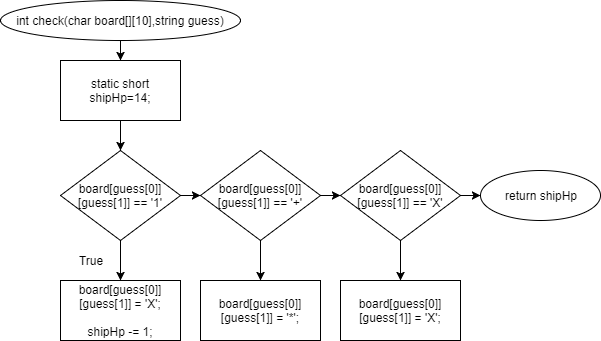 int check(char board[][10],string guess)
static short
shipHp=14;
board[guess[0]]
[guess[1]] == '1'
board[guess[0]]
[guess[1]] == '+'
board[guess[0]]
[guess[1]] == 'X'
return shipHp
True
board[guess[0]]
[guess[1]] = 'X';
shipHp -= 1;
board[guess[0]]
[guess[1]] = '*';
board[guess[0]]
[guess[1]] = 'X';